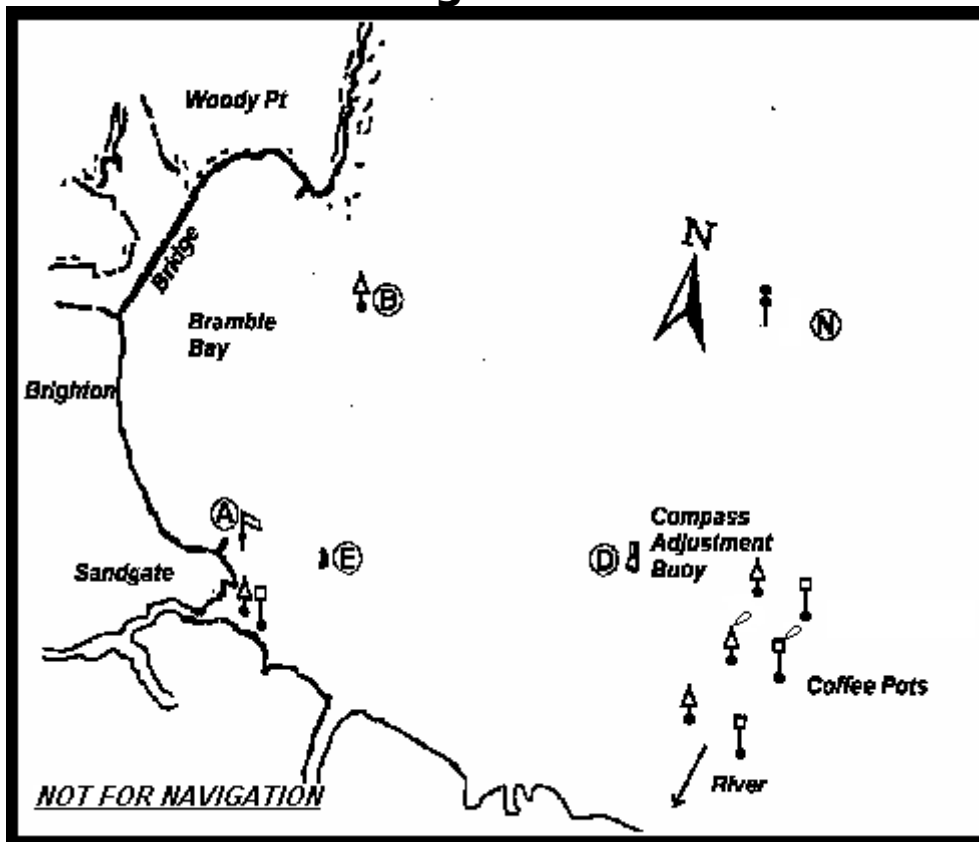 Woody Pt
N
Bridge
B
N
Bramble
Bay
Brighton
A
Compass
Adjustment
Buoy
E
D
Sandgate
Coffee Pots
River
NOT FOR NAVIGATION